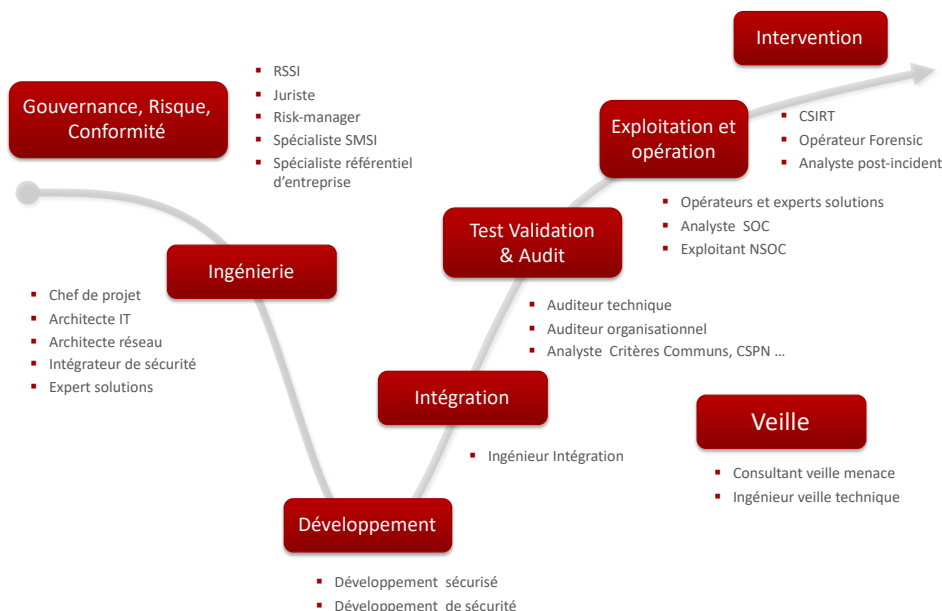 Gouvernance, Risque,
Conformité
RSSI
Juriste
Risk-manager
Spécialiste SMSI
Spécialiste référentiel
d'entreprise
Ingénierie
Chef de projet
Architecte IT
Architecte réseau
Intégrateur de sécurité
Expert solutions
Développement
Développement sécurisé
Développement de sécurité
Intégration
Ingénieur Intégration
Test Validation
& Audit
Auditeur technique
Auditeur organisationnel
Analyste Critères Communs, CSPN ...
Exploitation et
opération
Opérateurs et experts solutions
Analyste SOC
Exploitant NSOC
Intervention
CSIRT
Opérateur Forensic
Analyste post-incident
Veille
Consultant veille menace
Ingénieur veille technique